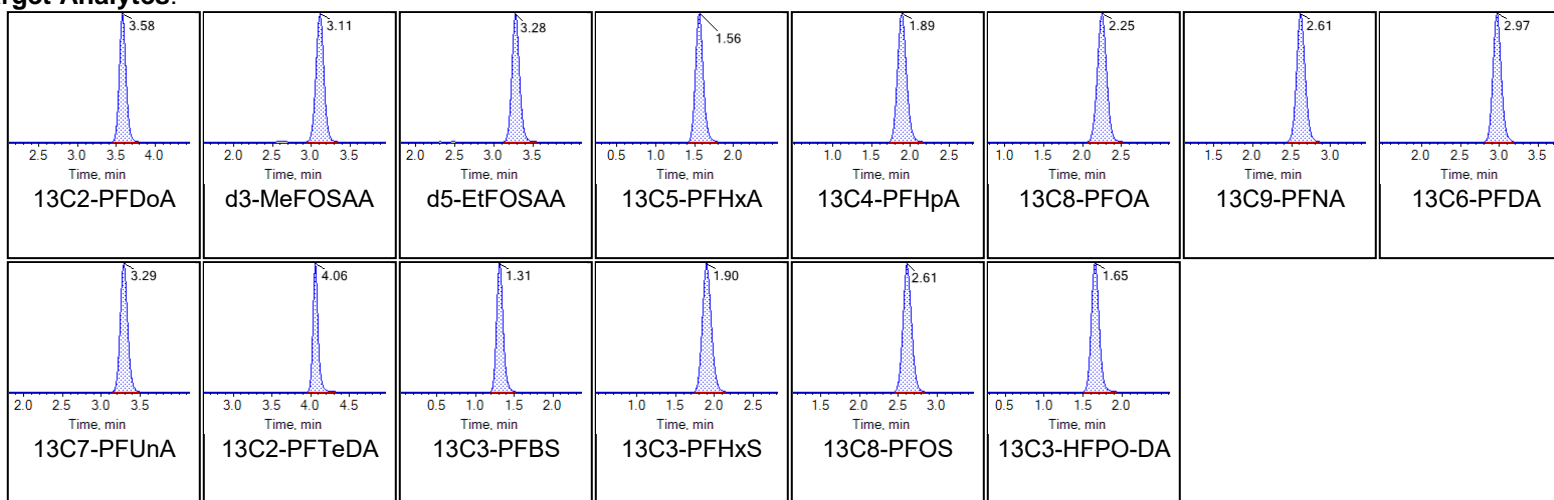 rget Analytes:
3.58 3.11 3.28 1.56 1.89 2.25 2.61 2.97
2.5 3.0 3.5 4.0 2.0 2.5 3.0 3.5 2.0 2.5 3.0 3.5 0.5 1.0 1.5 2.0 1.0 1.5 2.0 2.5 1.0 1.5 2.0 2.5 1.5 2.0 2.5 3.0 2.0 2.5 3.0 3.5
Time, min Time, min Time, min Time, min Time, min Time, min Time, min Time, min
13C2-PFDoA d3-MeFOSAA d5-EtFOSAA 13C5-PFHxA 13C4-PFHpA 13C8-PFOA 13C9-PFNA 13C6-PFDA
3.29 4.06 1.31 1.90 2.61 1.65
2.0 2.5 3.0 3.5 3.0 3.5 4.0 4.5 0.5 1.0 1.5 2.0 1.0 1.5 2.0 2.5 1.5 2.0 2.5 3.0 0.5 1.0 1.5 2.0
Time, min Time, min Time, min Time, min Time, min Time, min
13C7-PFUnA 13C2-PFTeDA 13C3-PFBS 13C3-PFHxS 13C8-PFOS 13C3-HFPO-DA